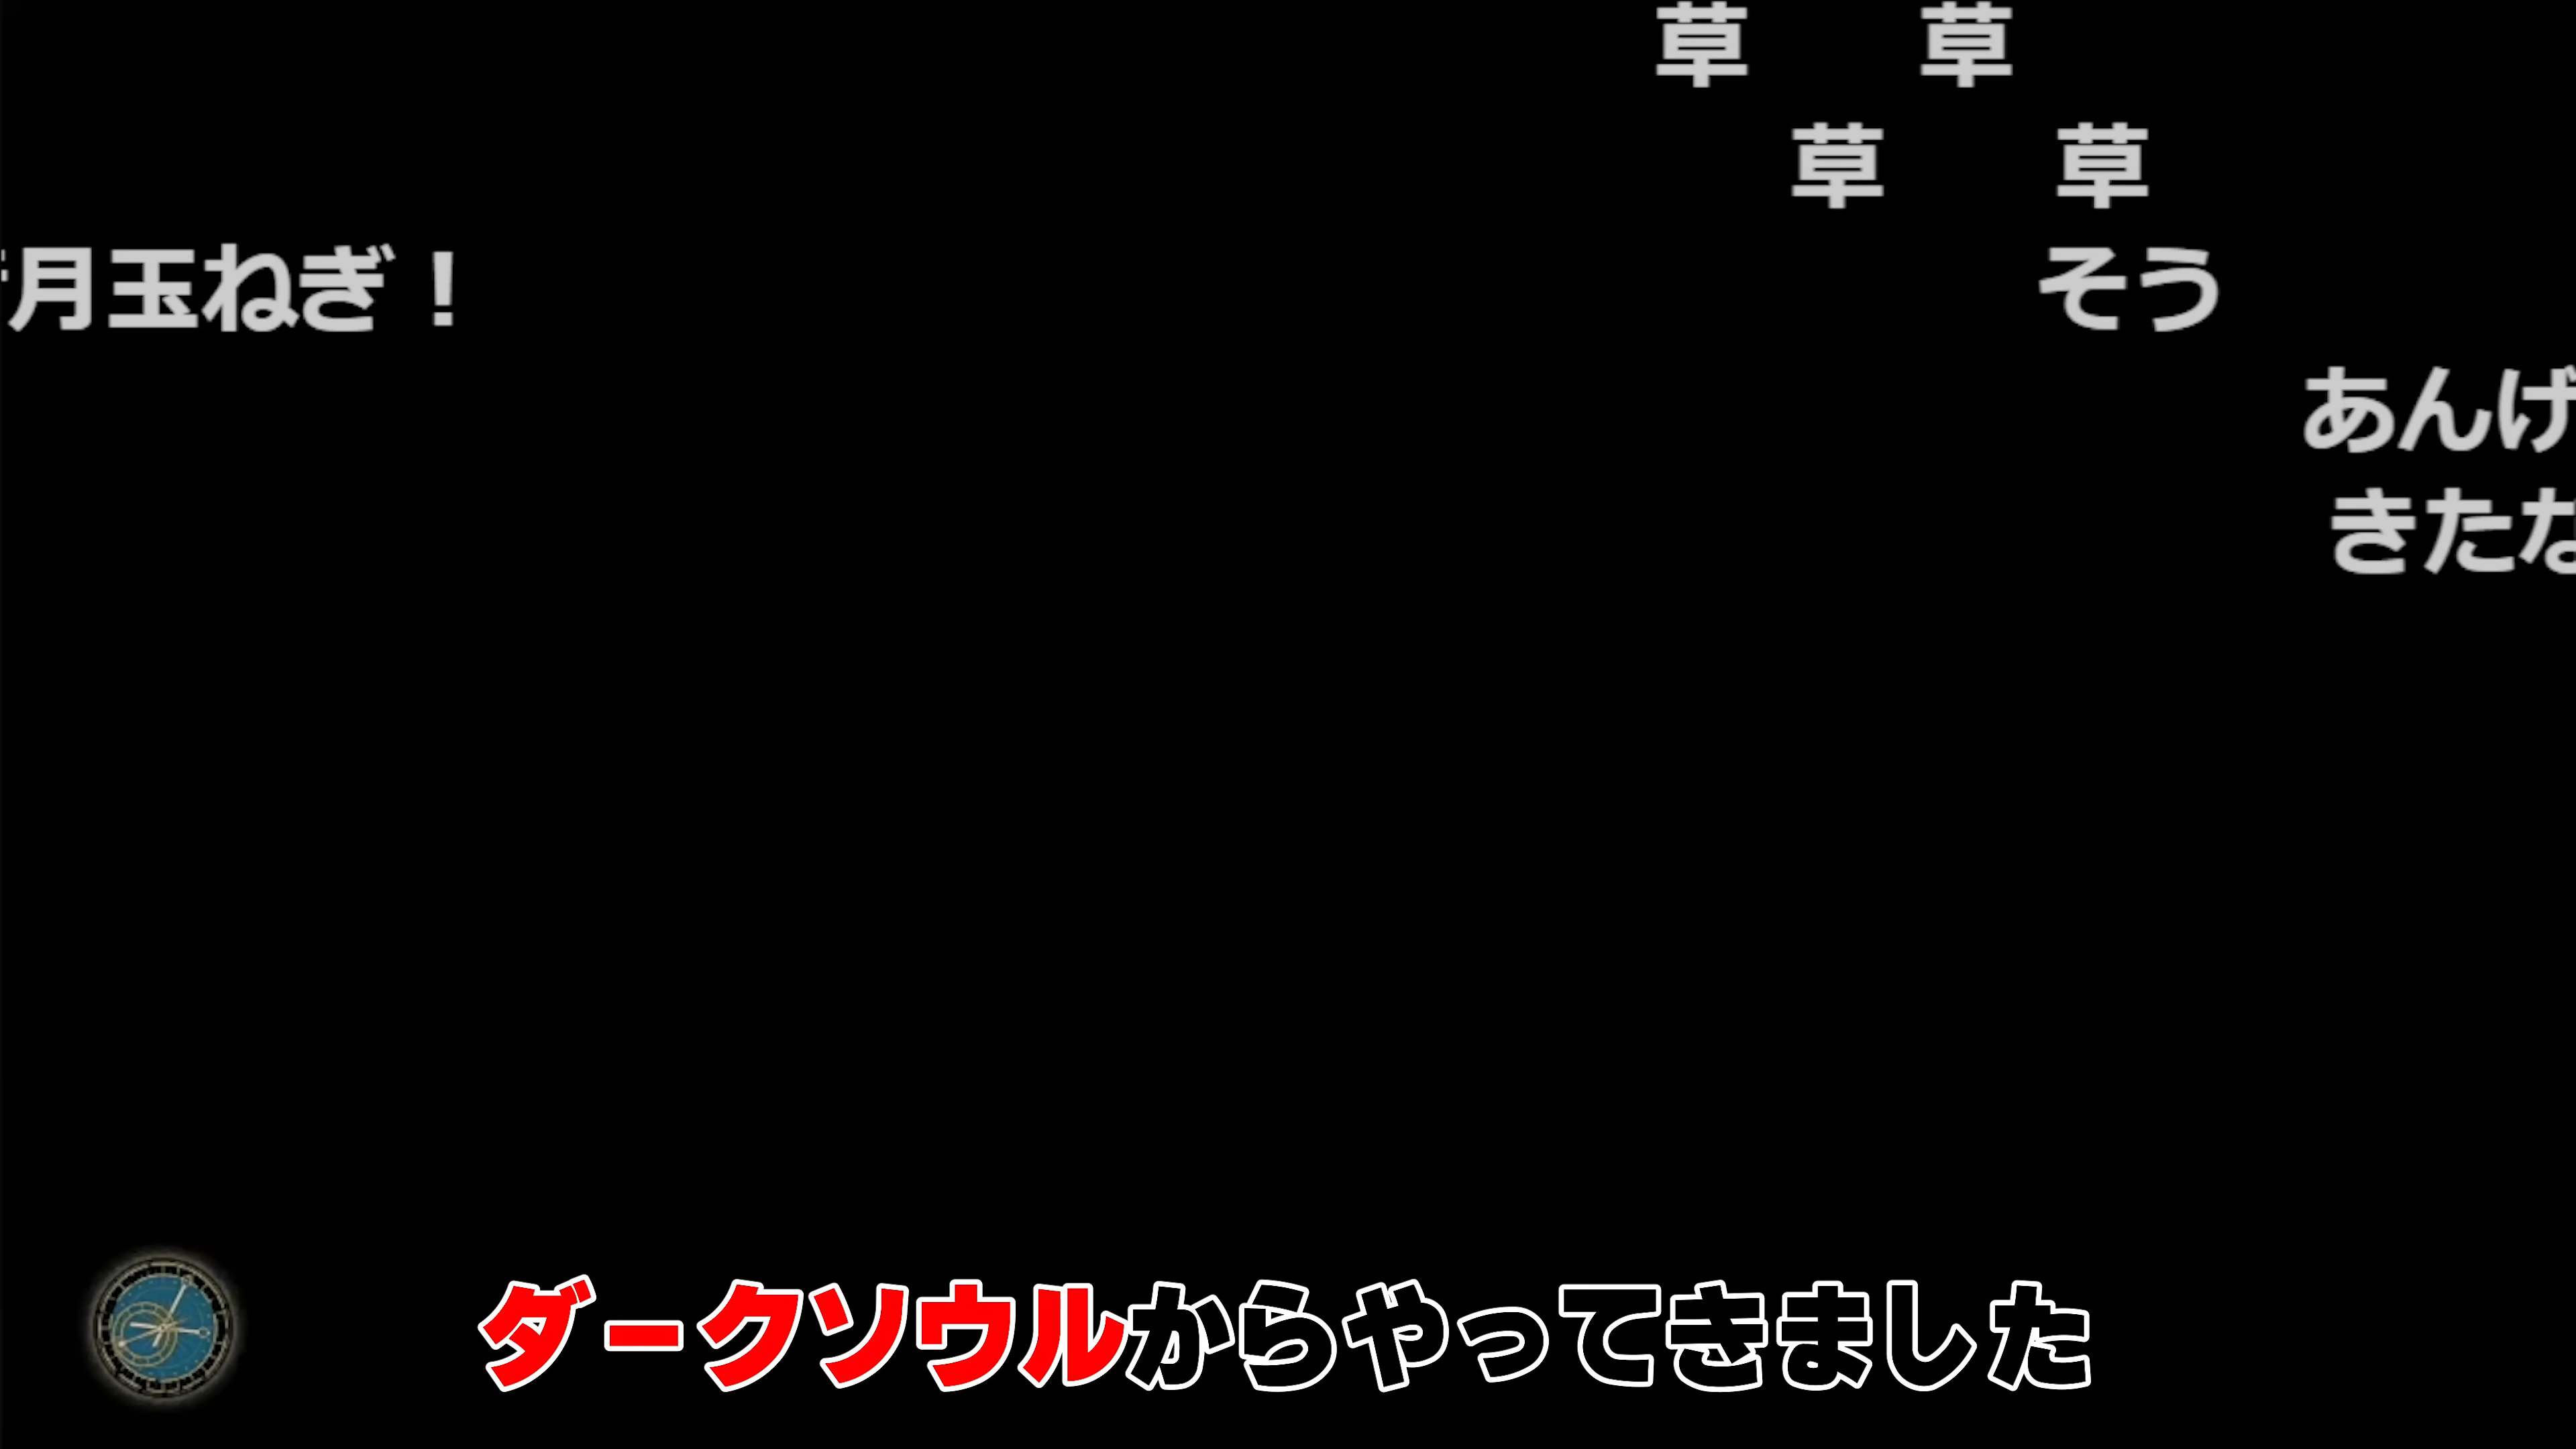 草 草
草 草
月玉ねぎ！ そう
あんげ
きたな
ダークソウルからやってきました